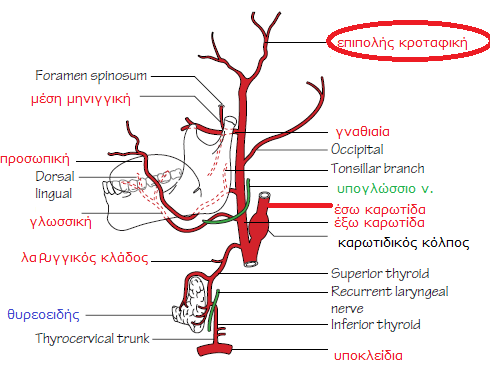 επιπολής κροταφική
Foramen spinosum
μέση μηνιγγική
γναθιαία
Occipital
προσωπική
Tonsillar branch
Dorsal
lingual
υπογλώσσιο ν.
έσω καρωτίδα
γλωσσική
έξω καρωτίδα
καρωτιδικός κόλπος
λαρυγγικός κλάδος
Superior thyroid
Recurrent laryngeal
nerve
θυρεοειδής
Inferior thyroid
Thyrocervical trunk
υποκλείδια